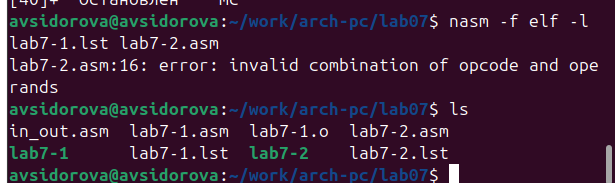 [40]+  Остановлен    mc
avsidorova@avsidorova:~/work/arch-pc/lab07$ nasm -f elf -l
lab7-1.lst lab7-2.asm
lab7-2.asm:16: error: invalid combination of opcode and ope
rands
avsidorova@avsidorova:~/work/arch-pc/lab07$ ls
in_out.asm  lab7-1.asm  lab7-1.o  lab7-2.asm
lab7-1      lab7-1.lst  lab7-2    lab7-2.lst
avsidorova@avsidorova:~/work/arch-pc/lab07$